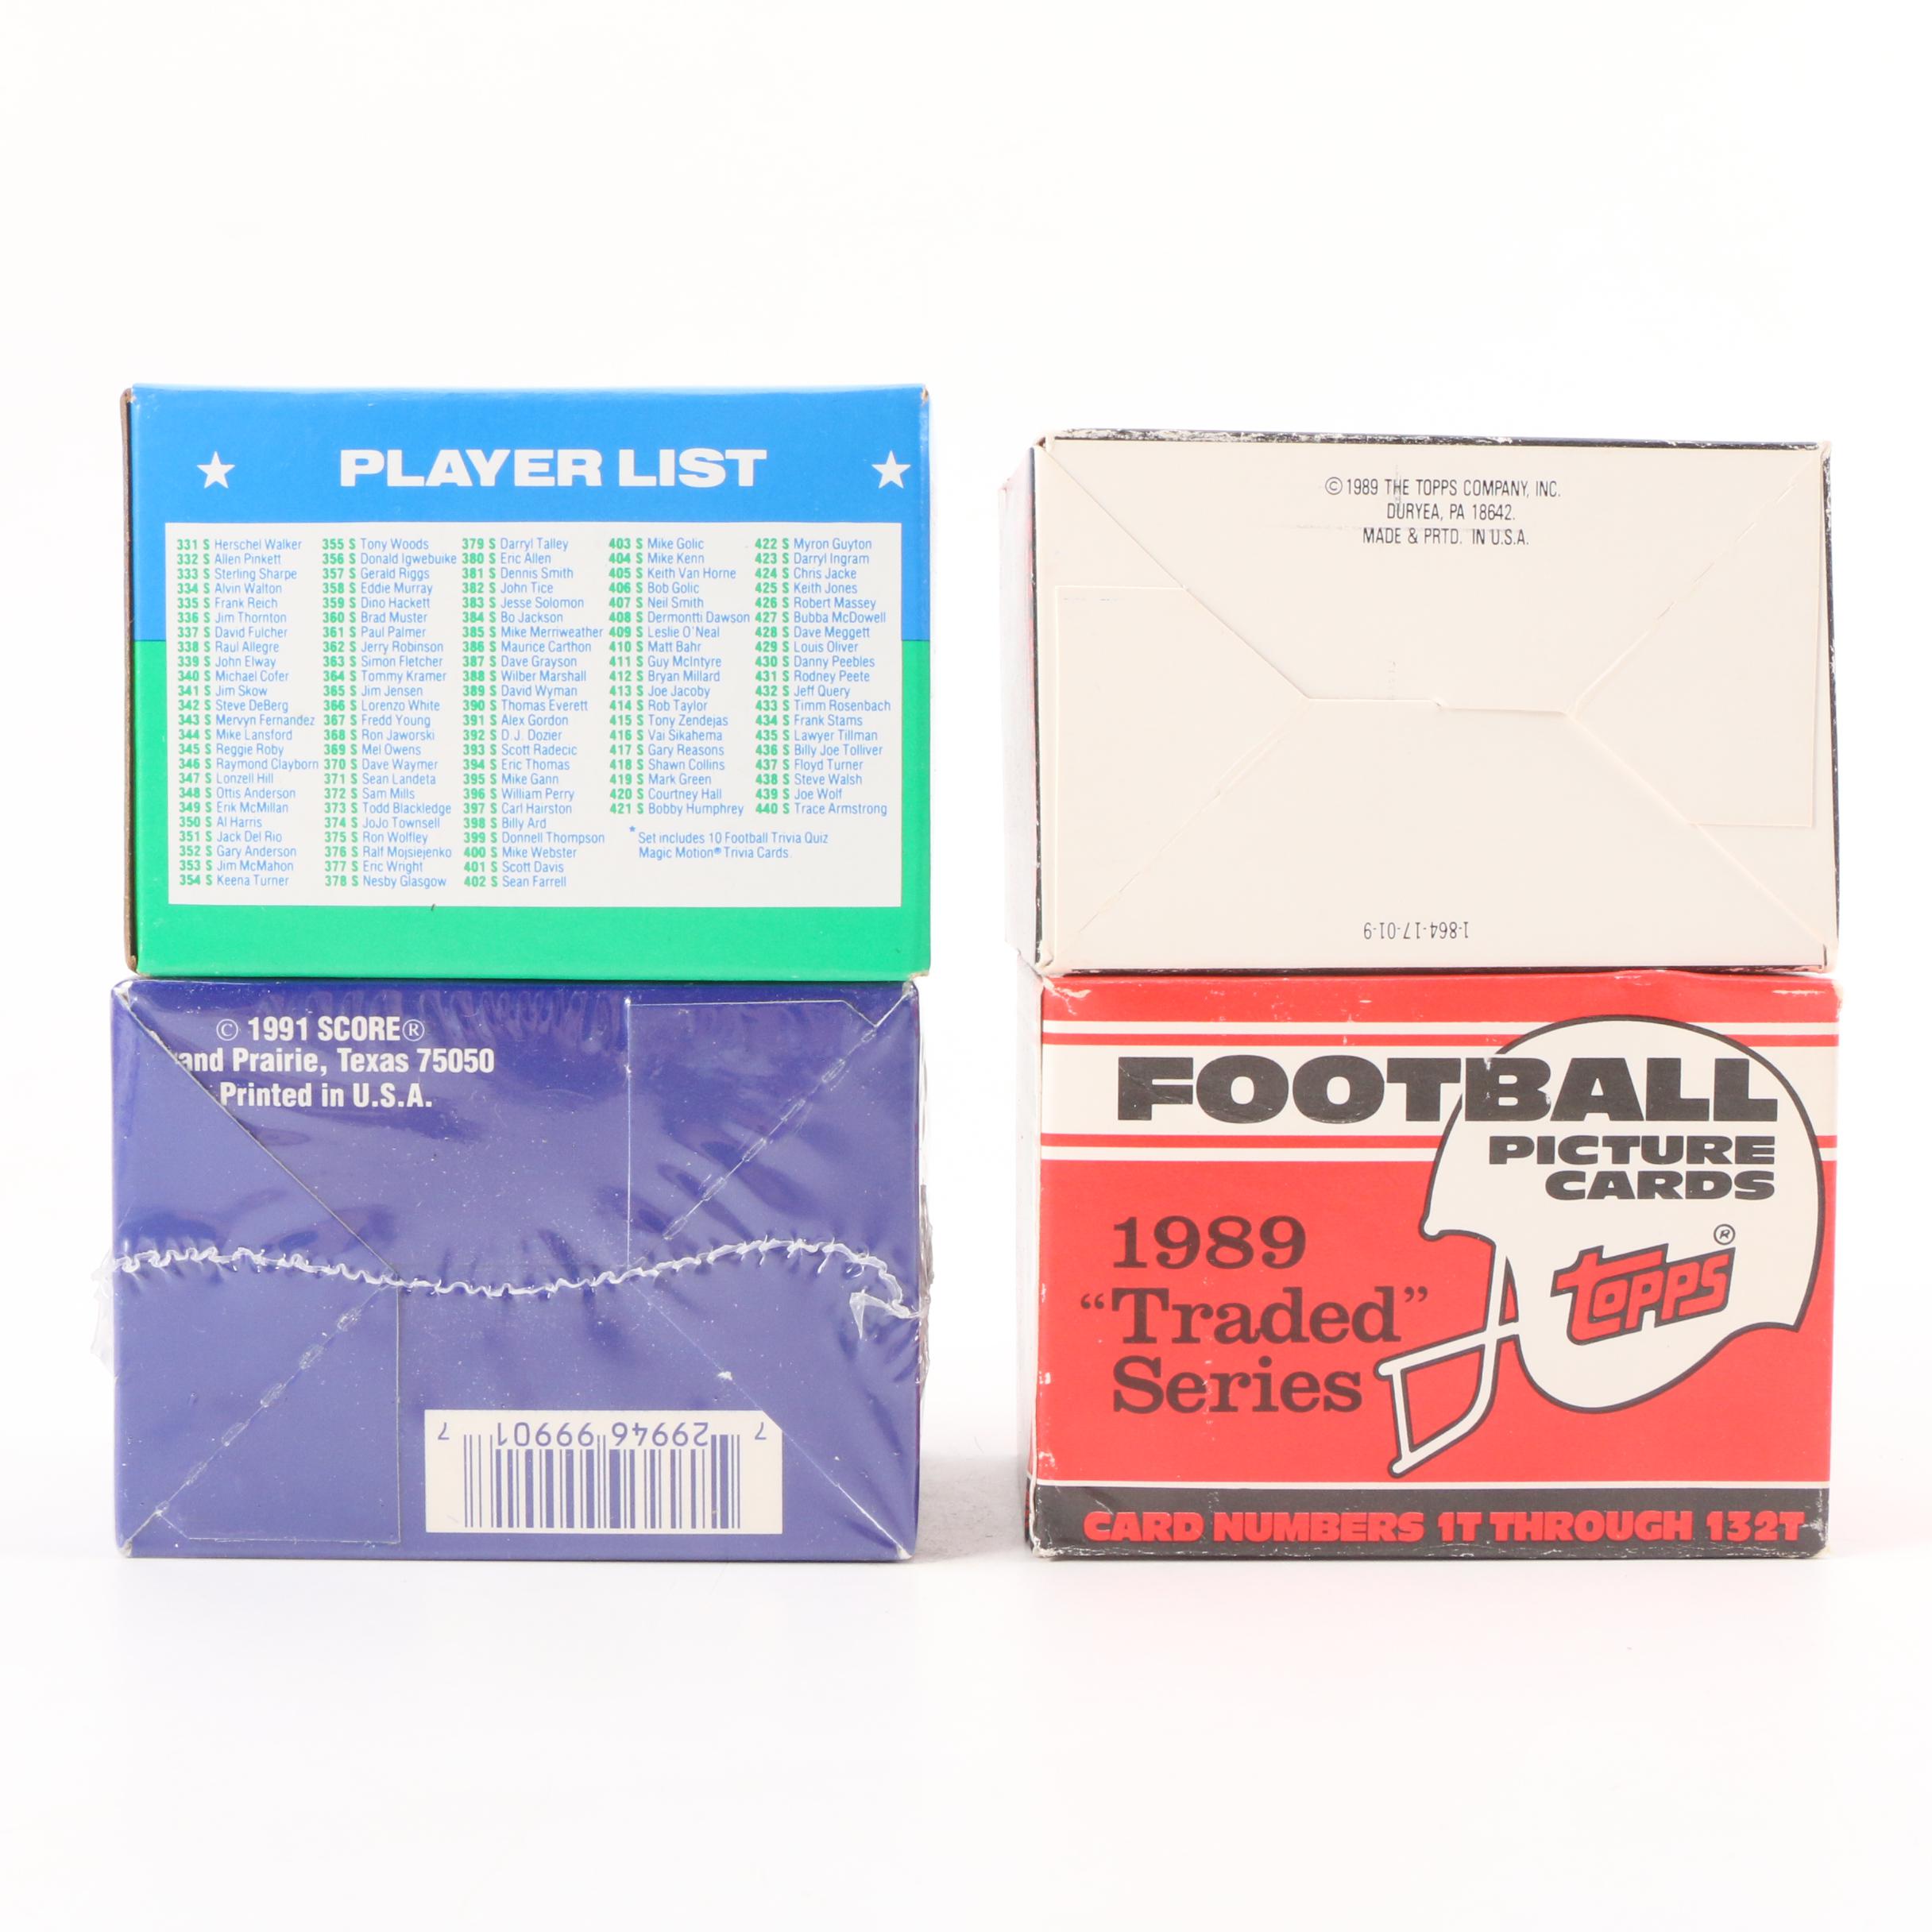 PLAYER LIST
331 S Herschel Walker
332 S Allen Pinkett
333 S Sterling Sharpe
334 S Alvin Walton
335 S Frank Reich
336 S Jim Thornton
337 S David Fulcher
338 S Raul Allegre
339 S John Elway
340 S Michael Cofer
341 S Jim Skow
342 S Steve DeBerg
343 S Mervyn Fernandez
344 S Mike Lansford
345 S Reggie Roby
346 S Raymond Clayborn
347 S Lonzell Hill
348 S Ottis Anderson
349 S Erik McMillan
350 S Al Harris
351 S Jack Del Rio
352 S Gary Anderson
353 S Jim McMahon
354 S Keena Turner
355 S Tony Woods
356 S Donald Igwebuike
357 S Gerald Riggs
358 S Eddie Murray
359 S Dino Hackett
360 S Brad Muster
361 S Paul Palmer
362 S Jerry Robinson
363 S Simon Fletcher
364 S Tommy Kramer
365 S Jim Jensen
366 S Lorenzo White
367 S Fredd Young
368 S Ron Jaworski
369 S Mel Owens
370 S Dave Waymer
371 S Sean Landeta
372 S Sam Mills
373 S Todd Blackledge
374 S JoJo Townsell
375 S Ron Wolfley
376 S Ralf Mojsiejenko
377 S Eric Wright
378 S Nesby Glasgow
379 S Darryl Talley
380 S Eric Allen
381 S Dennis Smith
382 S John Tice
383 S Jesse Solomon
384 S Bo Jackson
385 S Mike Merriweather
386 S Maurice Carthon
387 S Dave Grayson
388 S Wilber Marshall
389 S David Wyman
390 S Thomas Everett
391 S Alex Gordon
392 S D.J. Dozier
393 S Scott Radecic
394 S Eric Thomas
395 S Mike Gann
396 S William Perry
397 S Carl Hairston
398 S Billy Ard
399 S Donnell Thompson
400 S Mike Webster
401 S Scott Davis
402 S Sean Farrell
403 S Mike Golic
404 S Mike Kenn
405 S Keith Van Horne
406 S Bob Golic
407 S Neil Smith
408 S Dermontti Dawson
409 S Leslie O'Neal
410 S Matt Bahr
411 S Guy McIntyre
412 S Bryan Millard
413 S Joe Jacoby
414 S Rob Taylor
415 S Tony Zendejas
416 S Vai Sikahema
417 S Gary Reasons
418 S Shawn Collins
419 S Mark Green
420 S Courtney Hall
421 S Bobby Humphrey
422 S Myron Guyton
423 S Darryl Ingram
424 S Chris Jacke
425 S Keith Jones
426 S Robert Massey
427 S Bubba McDowell
428 S Dave Meggett
429 S Louis Oliver
430 S Danny Peebles
431 S Rodney Peete
432 S Jeff Query
433 S Timm Rosenbach
434 S Frank Stams
435 S Lawyer Tillman
436 S Billy Joe Tolliver
437 S Floyd Turner
438 S Steve Walsh
439 S Joe Wolf
440 S Trace Armstrong
*Set includes 10 Football Trivia Quiz
Magic Motion® Trivia Cards.
© 1989 THE TOPPS COMPANY, INC.
DURYEA, PA 18642.
MADE & PRTD. IN U.S.A.
1-864-17-01-9
© 1991 SCORE®
and Prairie, Texas 75050
Printed in U.S.A.
7 29946 99901 7
FOOTBALL
PICTURE
CARDS
1989
"Traded"
Series
topps®
CARD NUMBERS 1T THROUGH 132T